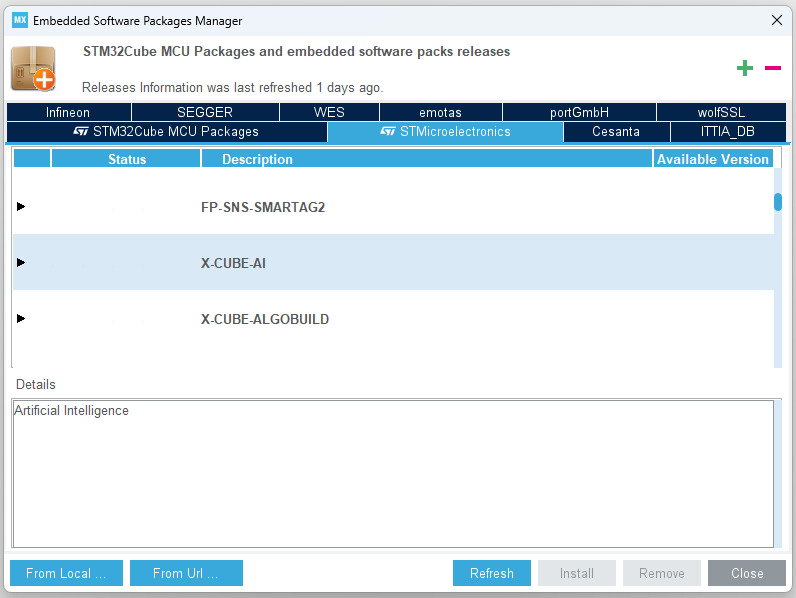 MX Embedded Software Packages Manager
STM32Cube MCU Packages and embedded software packs releases
Releases Information was last refreshed 1 days ago.
Infineon SEGGER WES emotas portGmbH wolfSSL
STM32Cube MCU Packages STMicroelectronics Cesanta ITTIA_DB
Status Description Available Version
FP-SNS-SMARTAG2
X-CUBE-AI
X-CUBE-ALGOBUILD
Details
Artificial Intelligence
From Local ... From Url ... Refresh Install Remove Close